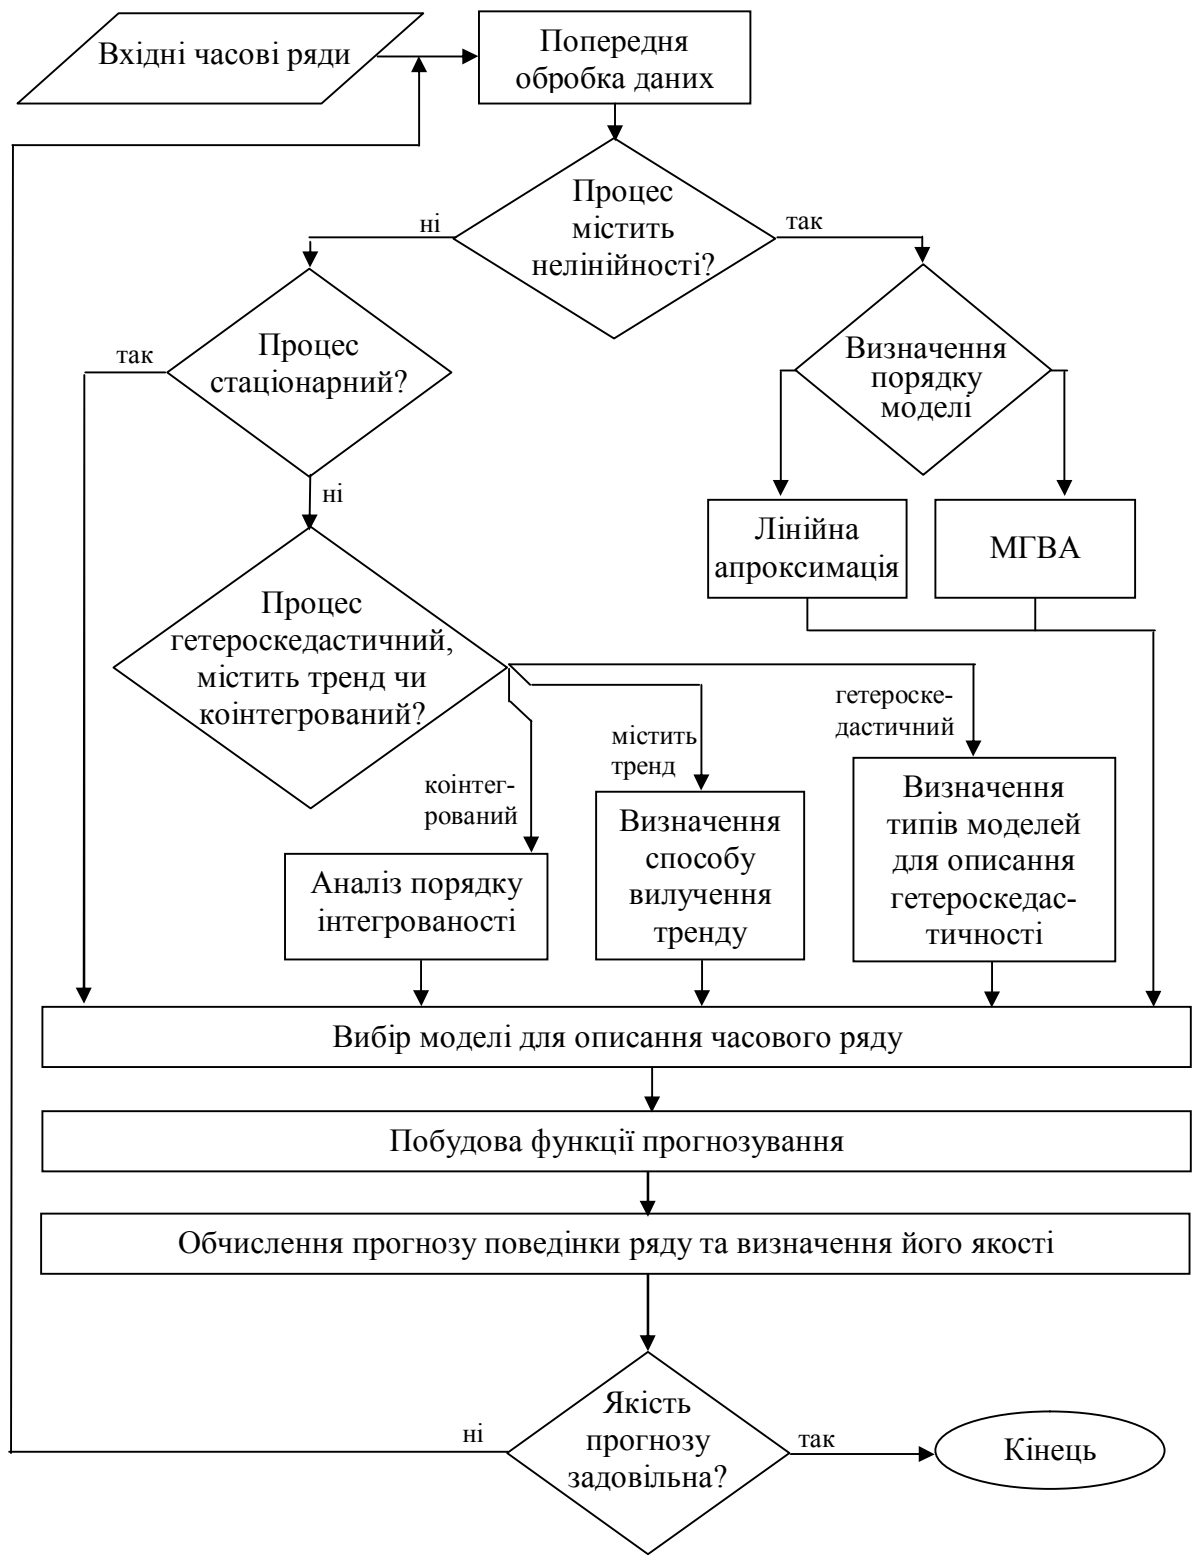 Вхідні часові ряди
Попередня
обробка даних
Процес
містить
нелінійності?
ні
так
Процес
стаціонарний?
так
ні
Визначення
порядку
моделі
Лінійна
апроксимація
МГВА
Процес
гетероскедастичний,
містить тренд чи
коінтегрований?
коінтег-
рований
містить
тренд
гетероске-
дастичний
Аналіз порядку
інтегрованості
Визначення
способу
вилучення
тренду
Визначення
типів моделей
для описання
гетероскедас-
тичності
Вибір моделі для описання часового ряду
Побудова функції прогнозування
Обчислення прогнозу поведінки ряду та визначення його якості
Якість
прогнозу
задовільна?
ні
так
Кінець